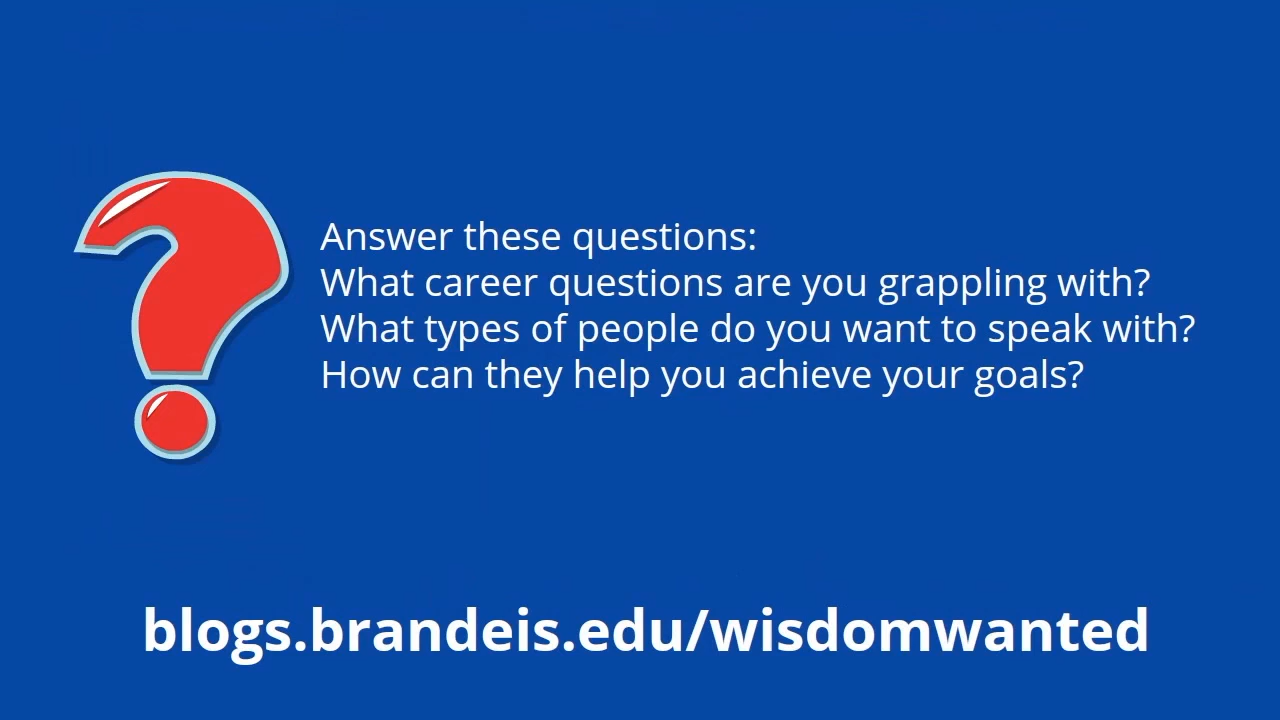 Answer these questions:
What career questions are you grappling with?
What types of people do you want to speak with?
How can they help you achieve your goals?
blogs.brandeis.edu/wisdomwanted